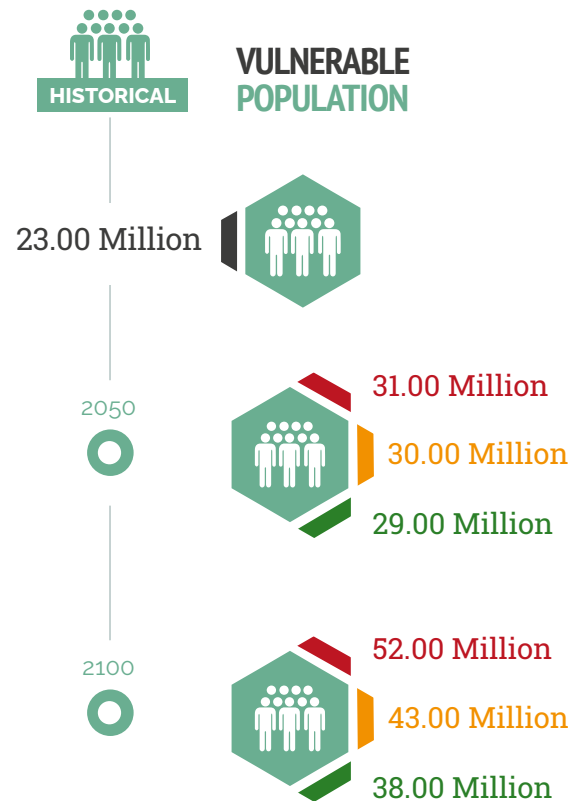 HISTORICAL
VULNERABLE
POPULATION
23.00 Million
2050
31.00 Million
30.00 Million
29.00 Million
2100
52.00 Million
43.00 Million
38.00 Million